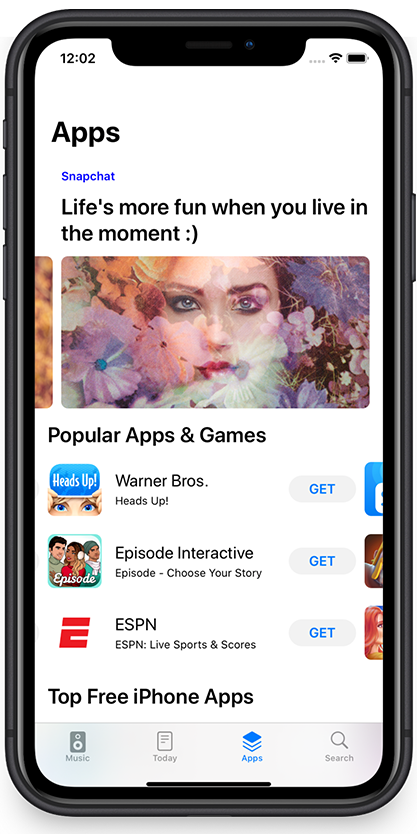 12:02
Apps
Snapchat
Life's more fun when you live in
the moment :)
Popular Apps & Games
Heads Up!
Warner Bros.
Heads Up!
GET
Episode
Episode Interactive
Episode - Choose Your Story
GET
E
ESPN
ESPN: Live Sports & Scores
GET
Top Free iPhone Apps
Music
Today
Apps
Search